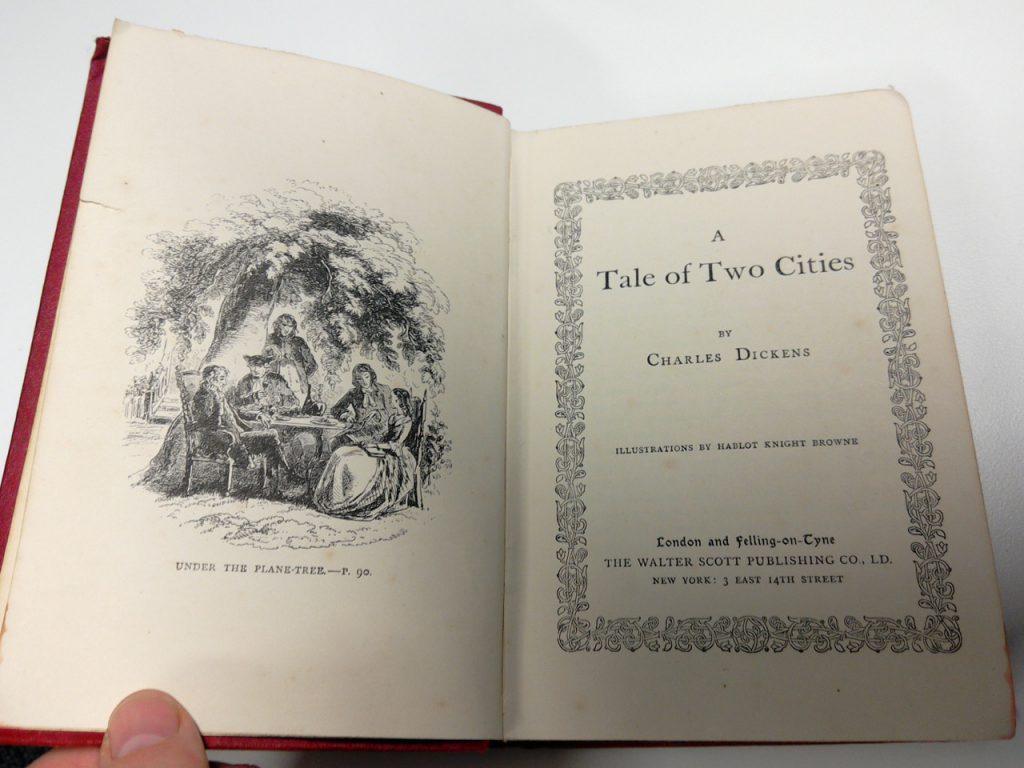 UNDER THE PLANE-TREE.—P. 90.
A
Tale of Two Cities
BY
CHARLES DICKENS
ILLUSTRATIONS BY HABLOT KNIGHT BROWNE
London and Felling-on-Tyne
THE WALTER SCOTT PUBLISHING CO., LD.
NEW YORK: 3 EAST 14TH STREET